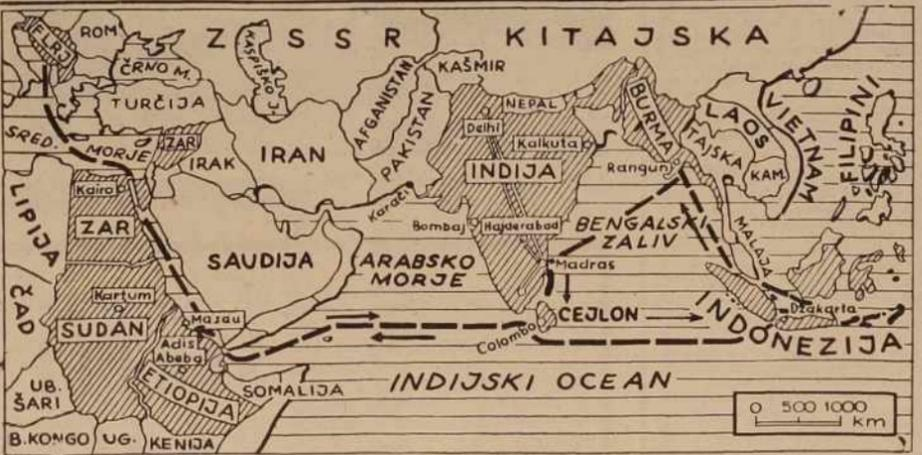 FLRJ
ROM
Z S S R
KITAJSKA
ČRNO M.
KASPIŠKO J.
TURČIJA
AFGANISTAN
KAŠMIR
SRED. MORJE
ZAR
IRAK
IRAN
PAKISTAN
NEPAL
Delhi
Kalkuta
INDIJA
BURMA
LAOS
VIETNAM
TAJSKA
KAM.
FILIPINI
Rangun
LIPIJA
Kairo
ZAR
Karači
Bombaj
Hajderabad
BENGALSKI
ZALIV
MALAJA
SAUDIJA
ARABSKO
MORJE
Madras
ČAD
Kartum
SUDAN
Masau
CEJLON
Colombo
Džakarta
INDONEZIJA
Adis
Abeba
ETIOPIJA
SOMALIJA
INDIJSKI OCEAN
UB.
ŠARI
B.KONGO
UG.
KENIJA
0 500 1000
km